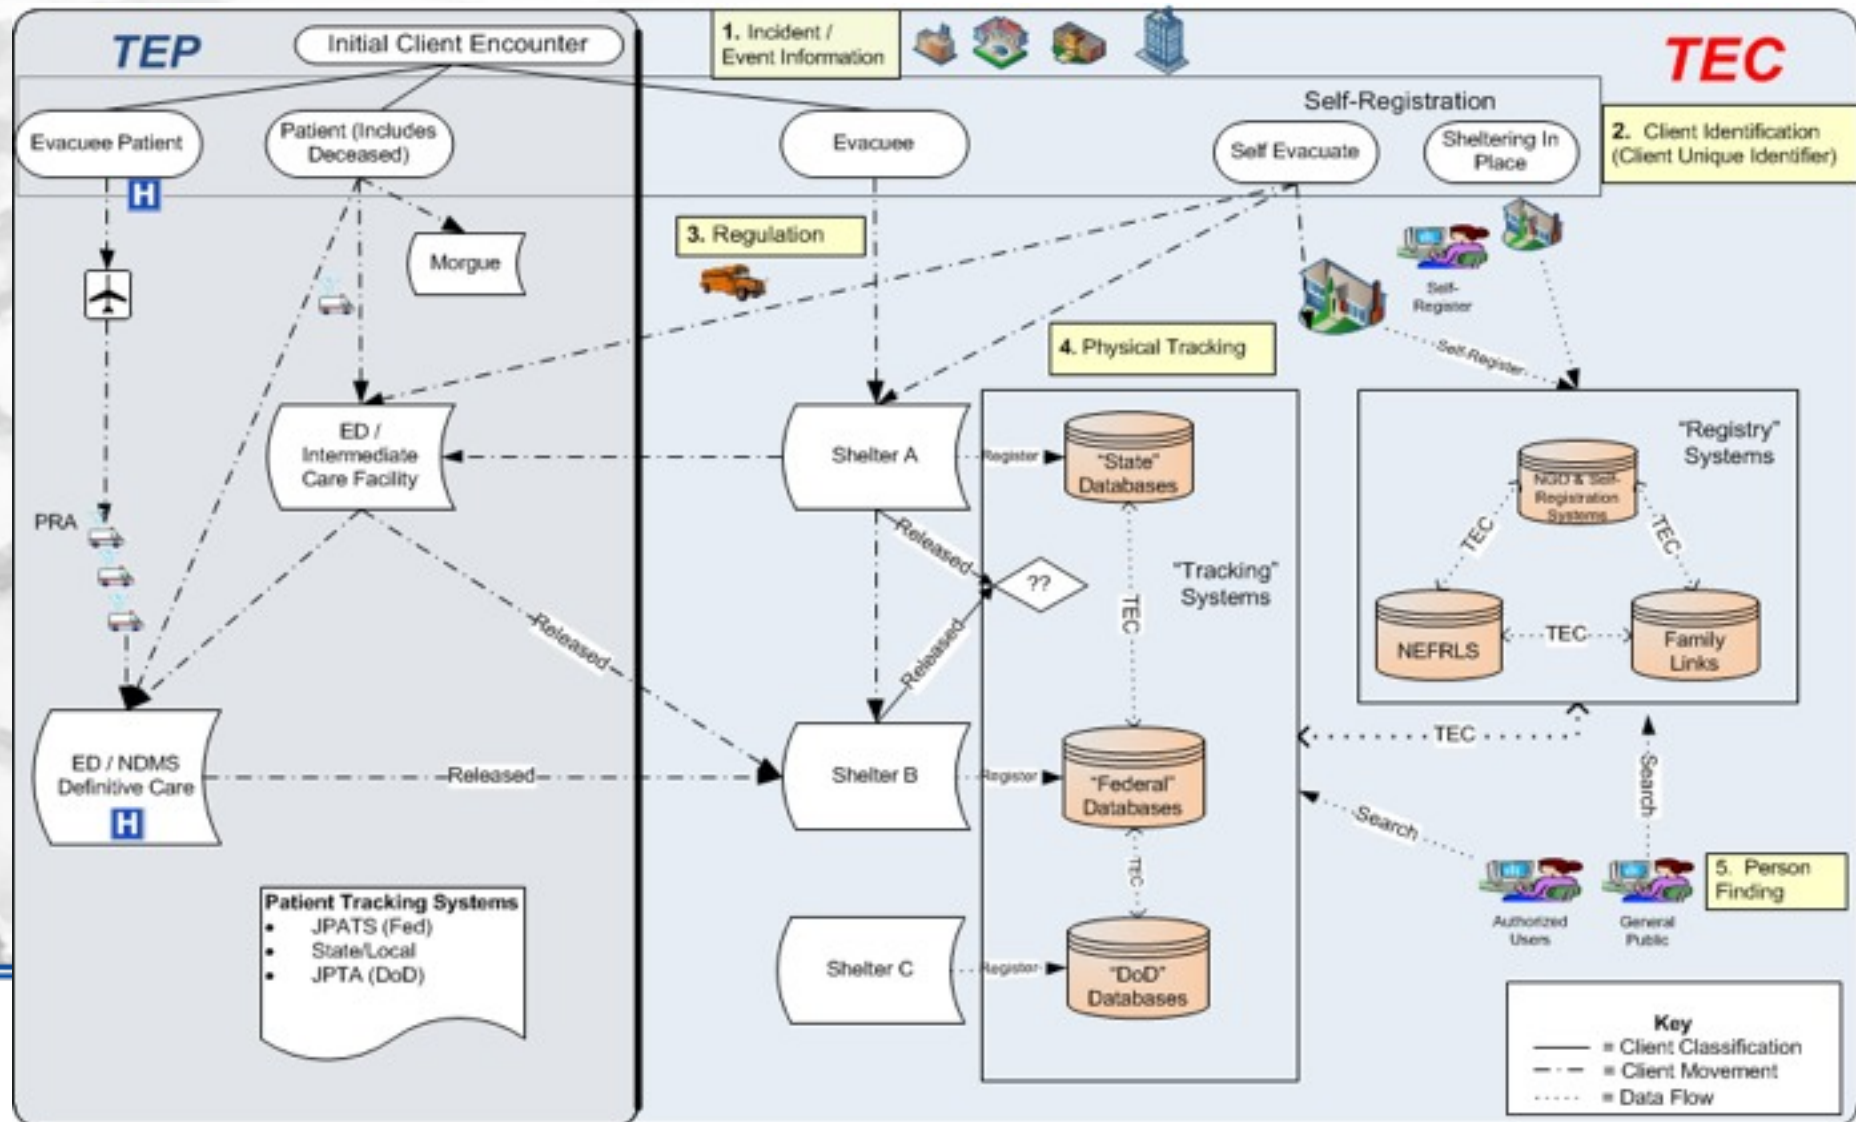 TEP
Initial Client Encounter
1. Incident /
Event Information
TEC
Self-Registration
Evacuee Patient
Patient (Includes
Deceased)
Evacuee
Self Evacuate
Sheltering In
Place
2. Client Identification
(Client Unique Identifier)
H
Morgue
3. Regulation
Self-
Register
Self-Register
4. Physical Tracking
ED /
Intermediate
Care Facility
Shelter A
Register
"State"
Databases
"Registry"
Systems
NGO & Self-
Registration
Systems
TEC
TEC
PRA
Released
??
"Tracking"
Systems
TEC
NEFRLS
TEC
Family
Links
Released
Released
ED / NDMS
Definitive Care
H
Released
Shelter B
Register
"Federal"
Databases
TEC
Search
Search
TEC
Authorized
Users
General
Public
5. Person
Finding
Patient Tracking Systems
• JPATS (Fed)
• State/Local
• JPTA (DoD)
Shelter C
Register
"DoD"
Databases
Key
= Client Classification
= Client Movement
= Data Flow